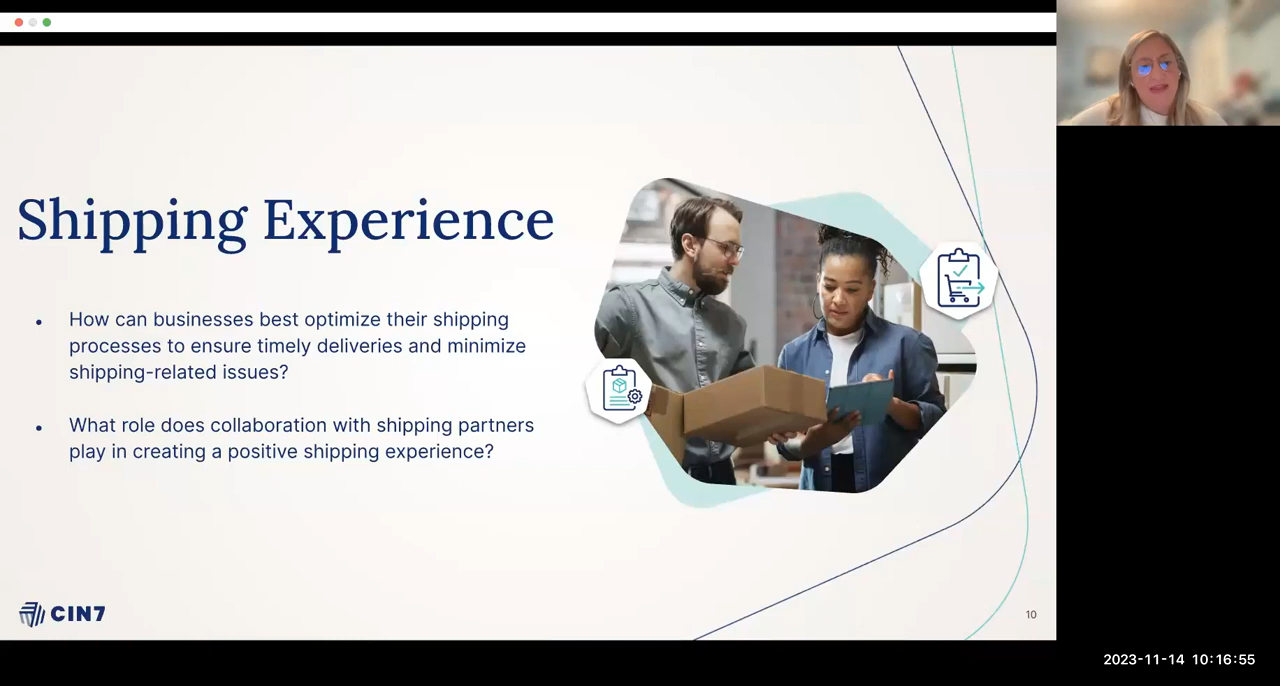 Shipping Experience
• How can businesses best optimize their shipping
processes to ensure timely deliveries and minimize
shipping-related issues?
• What role does collaboration with shipping partners
play in creating a positive shipping experience?
CIN7
10
2023-11-14 10:16:55